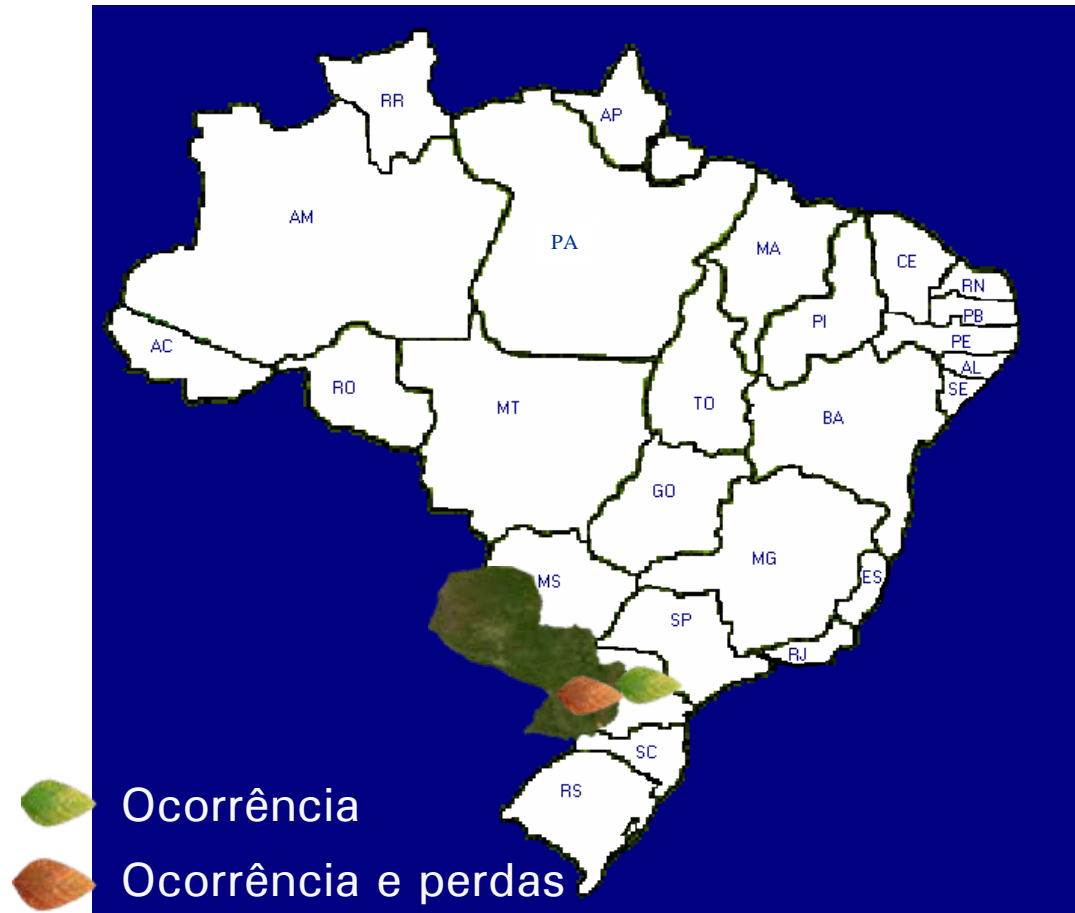 RR
AP
AM
PA
MA
CE
RN
PI
PB
PE
AC
AL
RO
SE
MT
TO
BA
GO
MG
MS
ES
SP
RJ
SC
RS
Ocorrência
Ocorrência e perdas